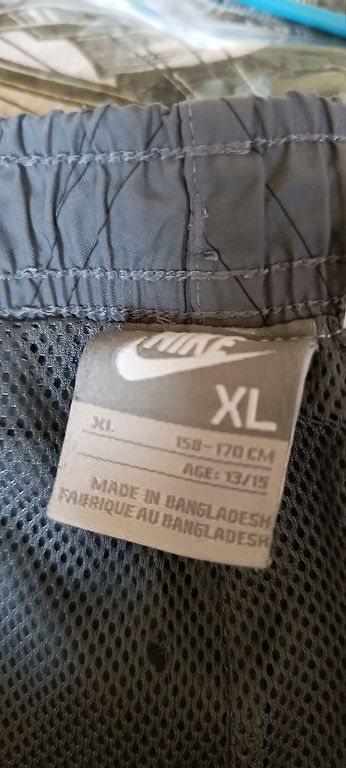 NIKE
XL
XL 158-170 CM
AGE: 13/15
MADE IN BANGLADESH
FABRIQUE AU BANGLADESH